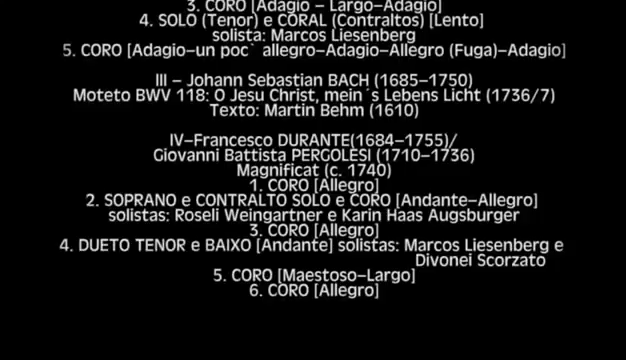 3. CORO [Adagio - Largo-Adagio]
4. SOLO (Tenor) e CORAL (Contraltos) [Lento]
solista: Marcos Liesenberg
5. CORO [Adagio-un poc` allegro-Adagio-Allegro (Fuga)-Adagio]
III - Johann Sebastian BACH (1685-1750)
Moteto BWV 118: O Jesu Christ, mein´s Lebens Licht (1736/7)
Texto: Martin Behm (1610)
IV-Francesco DURANTE(1684-1755)/
Giovanni Battista PERGOLESI (1710-1736)
Magnificat (c. 1740)
1. CORO [Allegro]
2. SOPRANO e CONTRALTO SOLO e CORO [Andante-Allegro]
solistas: Roseli Weingartner e Karin Haas Augsburger
3. CORO [Allegro]
4. DUETO TENOR e BAIXO [Andante] solistas: Marcos Liesenberg e
Divonei Scorzato
5. CORO [Maestoso-Largo]
6. CORO [Allegro]